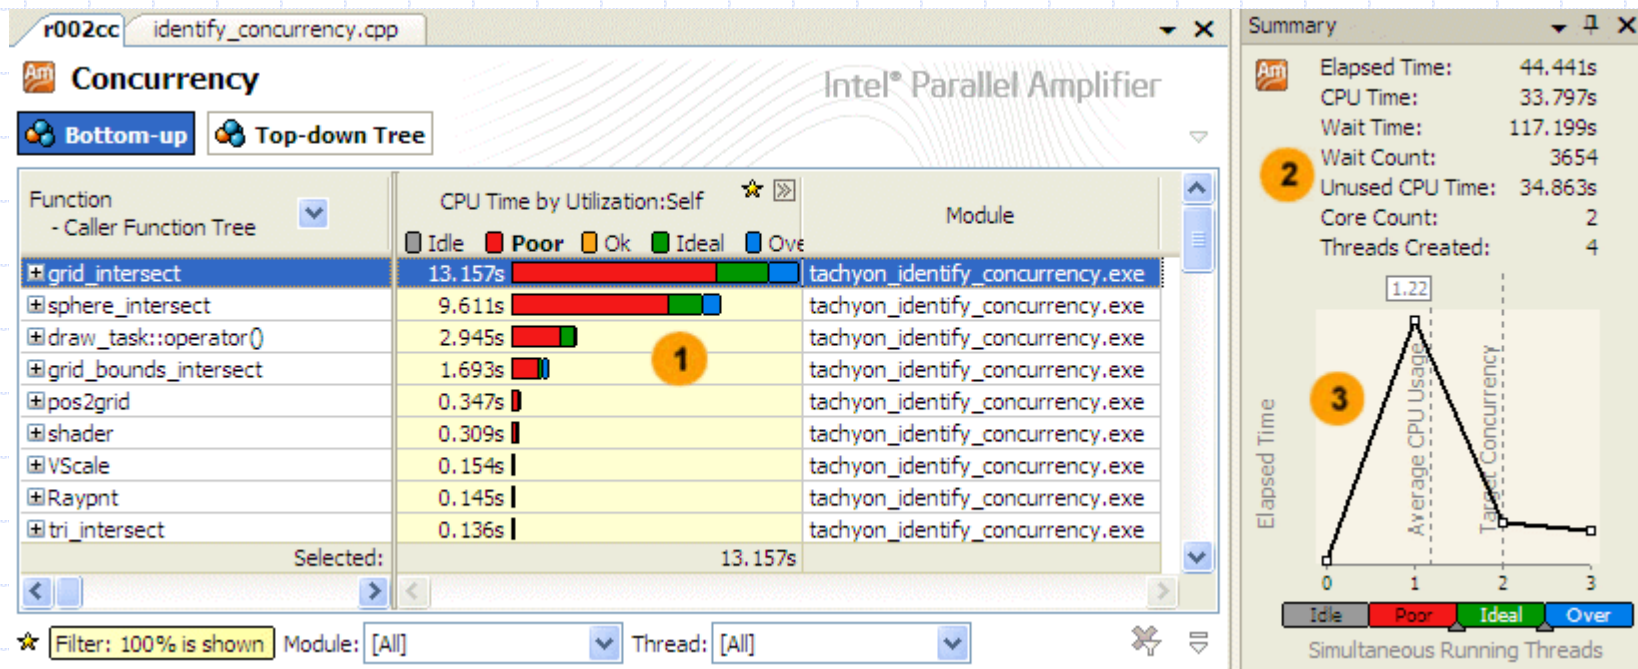 r002cc identify_concurrency.cpp
Concurrency
Intel® Parallel Amplifier
Bottom-up Top-down Tree
Function
- Caller Function Tree
CPU Time by Utilization:Self
Idle Poor Ok Ideal Ove
Module
grid_intersect 13.157s tachyon_identify_concurrency.exe
sphere_intersect 9.611s tachyon_identify_concurrency.exe
draw_task::operator() 2.945s tachyon_identify_concurrency.exe
grid_bounds_intersect 1.693s tachyon_identify_concurrency.exe
pos2grid 0.347s tachyon_identify_concurrency.exe
shader 0.309s tachyon_identify_concurrency.exe
VScale 0.154s tachyon_identify_concurrency.exe
Raypnt 0.145s tachyon_identify_concurrency.exe
tri_intersect 0.136s tachyon_identify_concurrency.exe
1
Selected: 13.157s
Filter: 100% is shown Module: [All] Thread: [All]
Summary
Am
Am
Elapsed Time: 44.441s
CPU Time: 33.797s
Wait Time: 117.199s
Wait Count: 3654
2
Unused CPU Time: 34.863s
Core Count: 2
Threads Created: 4
1.22
3
Elapsed Time
Average CPU Usage
Target Concurrency
0 1 2 3
Idle Poor Ideal Over
Simultaneous Running Threads